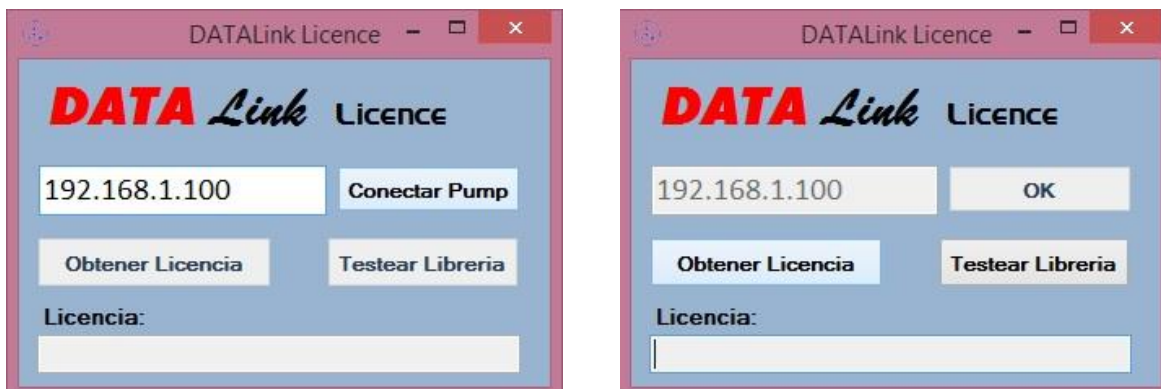 DATALink Licence
DATA Link Licence
192.168.1.100 Conectar Pump
Obtener Licencia Testear Libreria
Licencia:
DATALink Licence
DATA Link Licence
192.168.1.100 OK
Obtener Licencia Testear Libreria
Licencia: